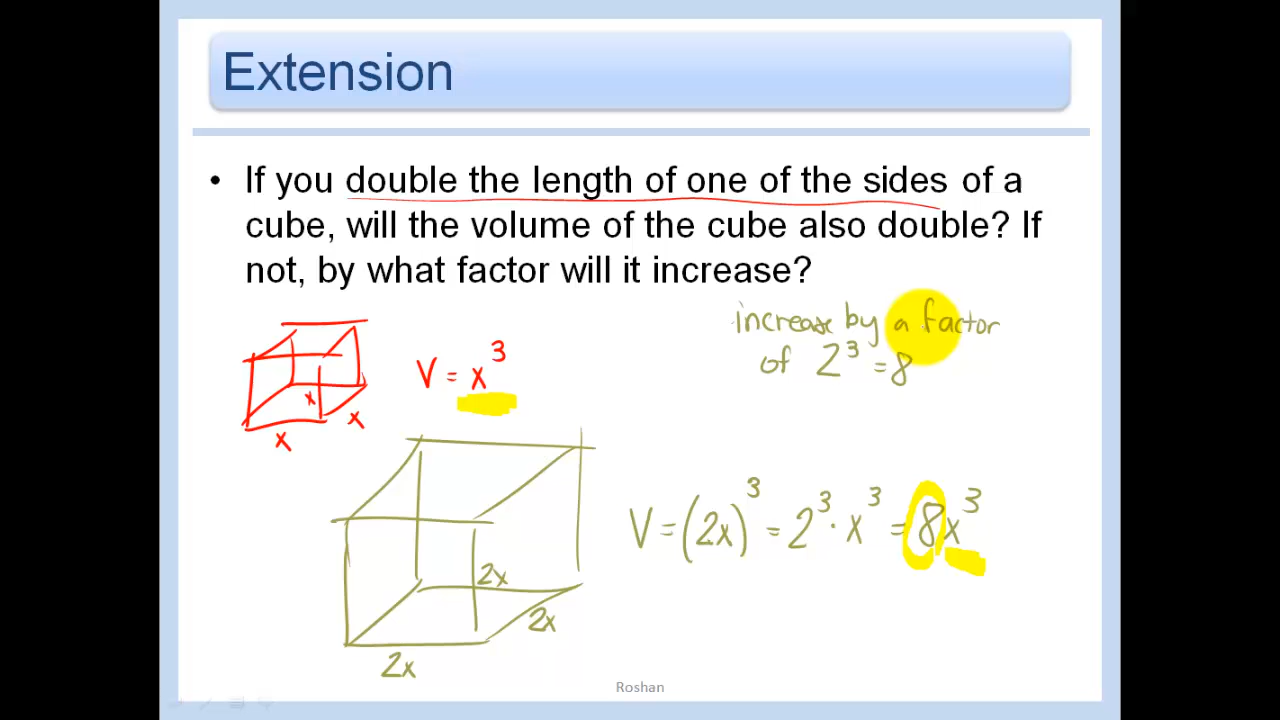 Extension
• If you double the length of one of the sides of a
cube, will the volume of the cube also double? If
not, by what factor will it increase?
increase by a factor
of 2³ = 8
V = x³
x
x
x
V = (2x)³ = 2³ · x³ = 8x³
2x
2x
2x
Roshan